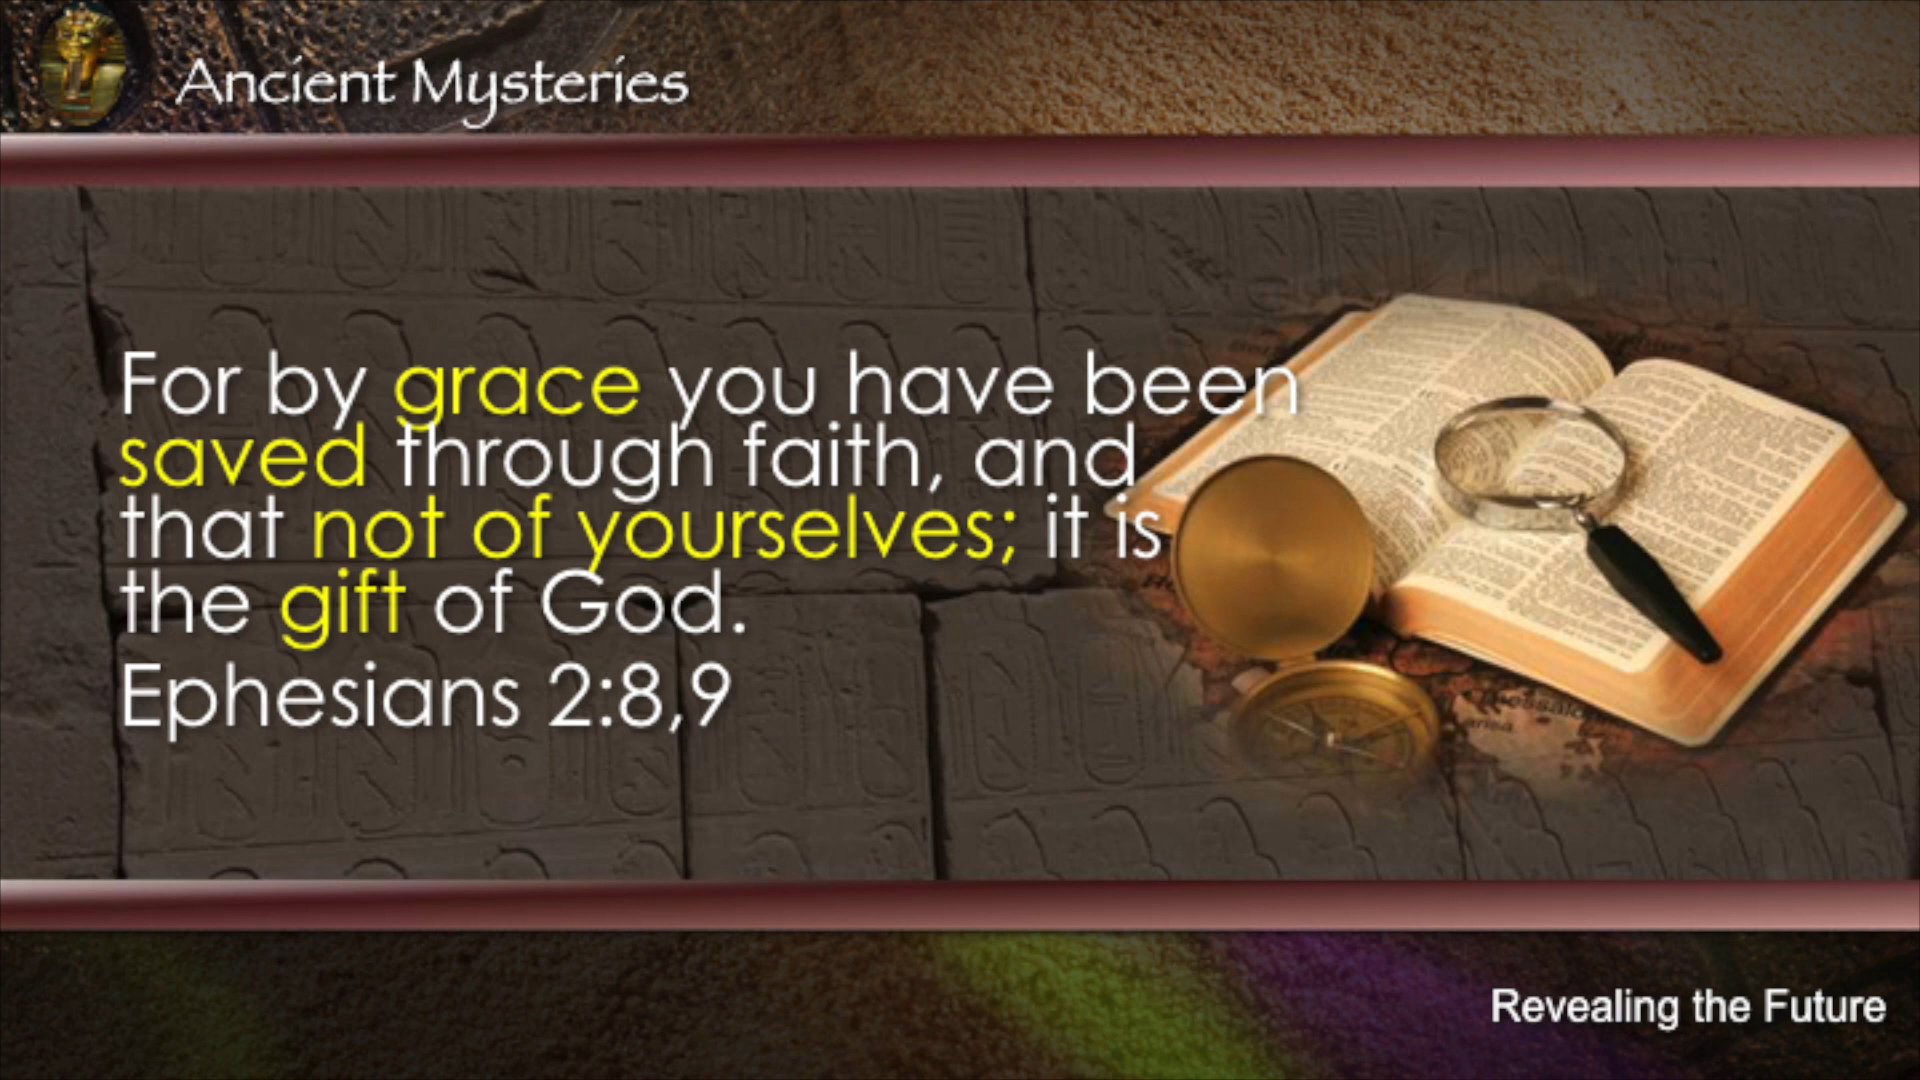 Ancient Mysteries
For by grace you have been
saved through faith, and
that not of yourselves; it is
the gift of God.
Ephesians 2:8,9
Revealing the Future